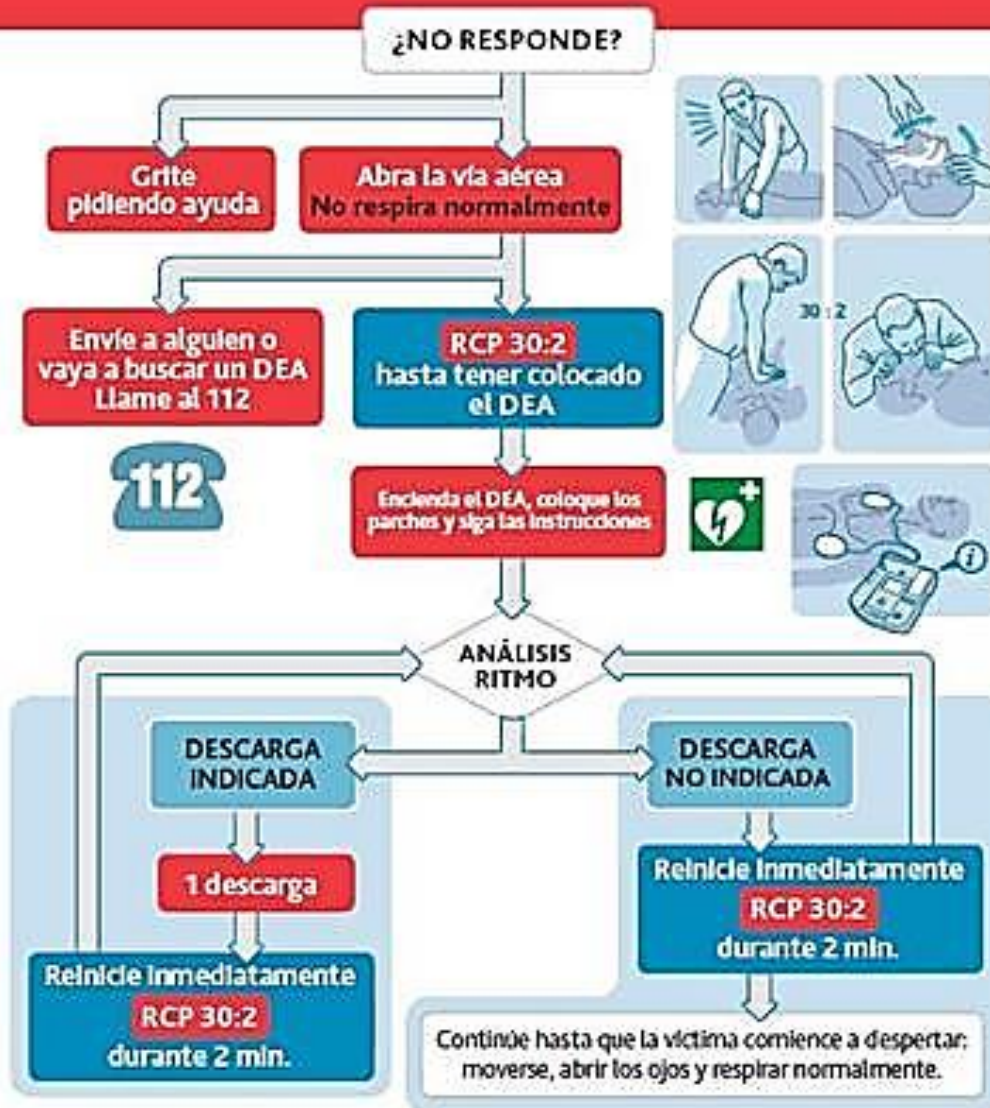 ¿NO RESPONDE?
Grite
pidiendo ayuda
Abra la vía aérea
No respira normalmente
Envíe a alguien o
vaya a buscar un DEA
Llame al 112
RCP 30:2
hasta tener colocado
el DEA
30 : 2
112
Encienda el DEA, coloque los
parches y siga las instrucciones
i
ANÁLISIS
RITMO
DESCARGA
INDICADA
DESCARGA
NO INDICADA
1 descarga
Reinicie inmediatamente
RCP 30:2
durante 2 min.
Reinicie inmediatamente
RCP 30:2
durante 2 min.
Continúe hasta que la víctima comience a despertar:
moverse, abrir los ojos y respirar normalmente.